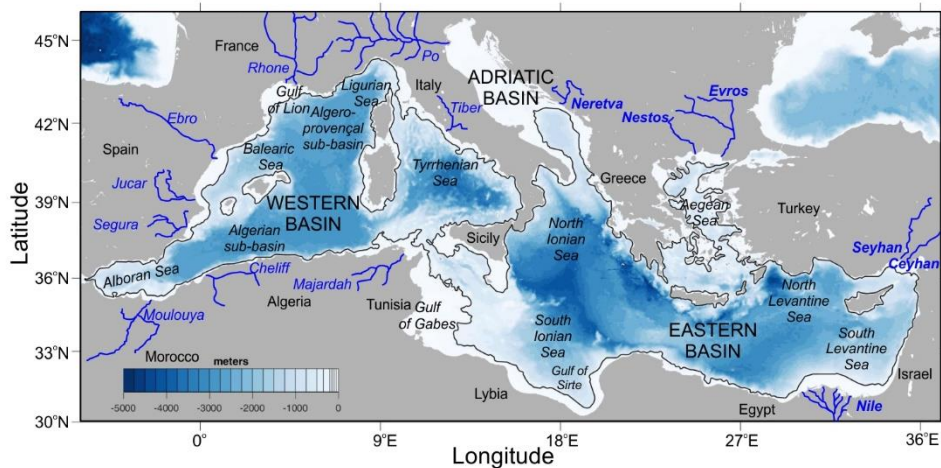 45°N
42°N
39°N
36°N
33°N
30°N
Latitude
0°
9°E
18°E
27°E
36°E
Longitude
France
Rhone
Po
Gulf
of Lion
Ligurian
Sea
Italy
ADRIATIC
BASIN
Tiber
Neretva
Evros
Nestos
Ebro
Algero-
provençal
sub-basin
Spain
Balearic
Sea
Tyrrhenian
Sea
Greece
Jucar
Aegean
Sea
Turkey
Segura
WESTERN
BASIN
Algerian
sub-basin
Sicily
North
Ionian
Sea
Seyhan
Ceyhan
Alboran Sea
Cheliff
Majardah
Algeria
Tunisia
Gulf
of Gabes
Moulouya
Morocco
North
Levantine
Sea
South
Ionian
Sea
EASTERN
BASIN
South
Levantine
Sea
Gulf of
Sirte
Israel
Lybia
Egypt
Nile
meters
-5000
-4000
-3000
-2000
-1000
0